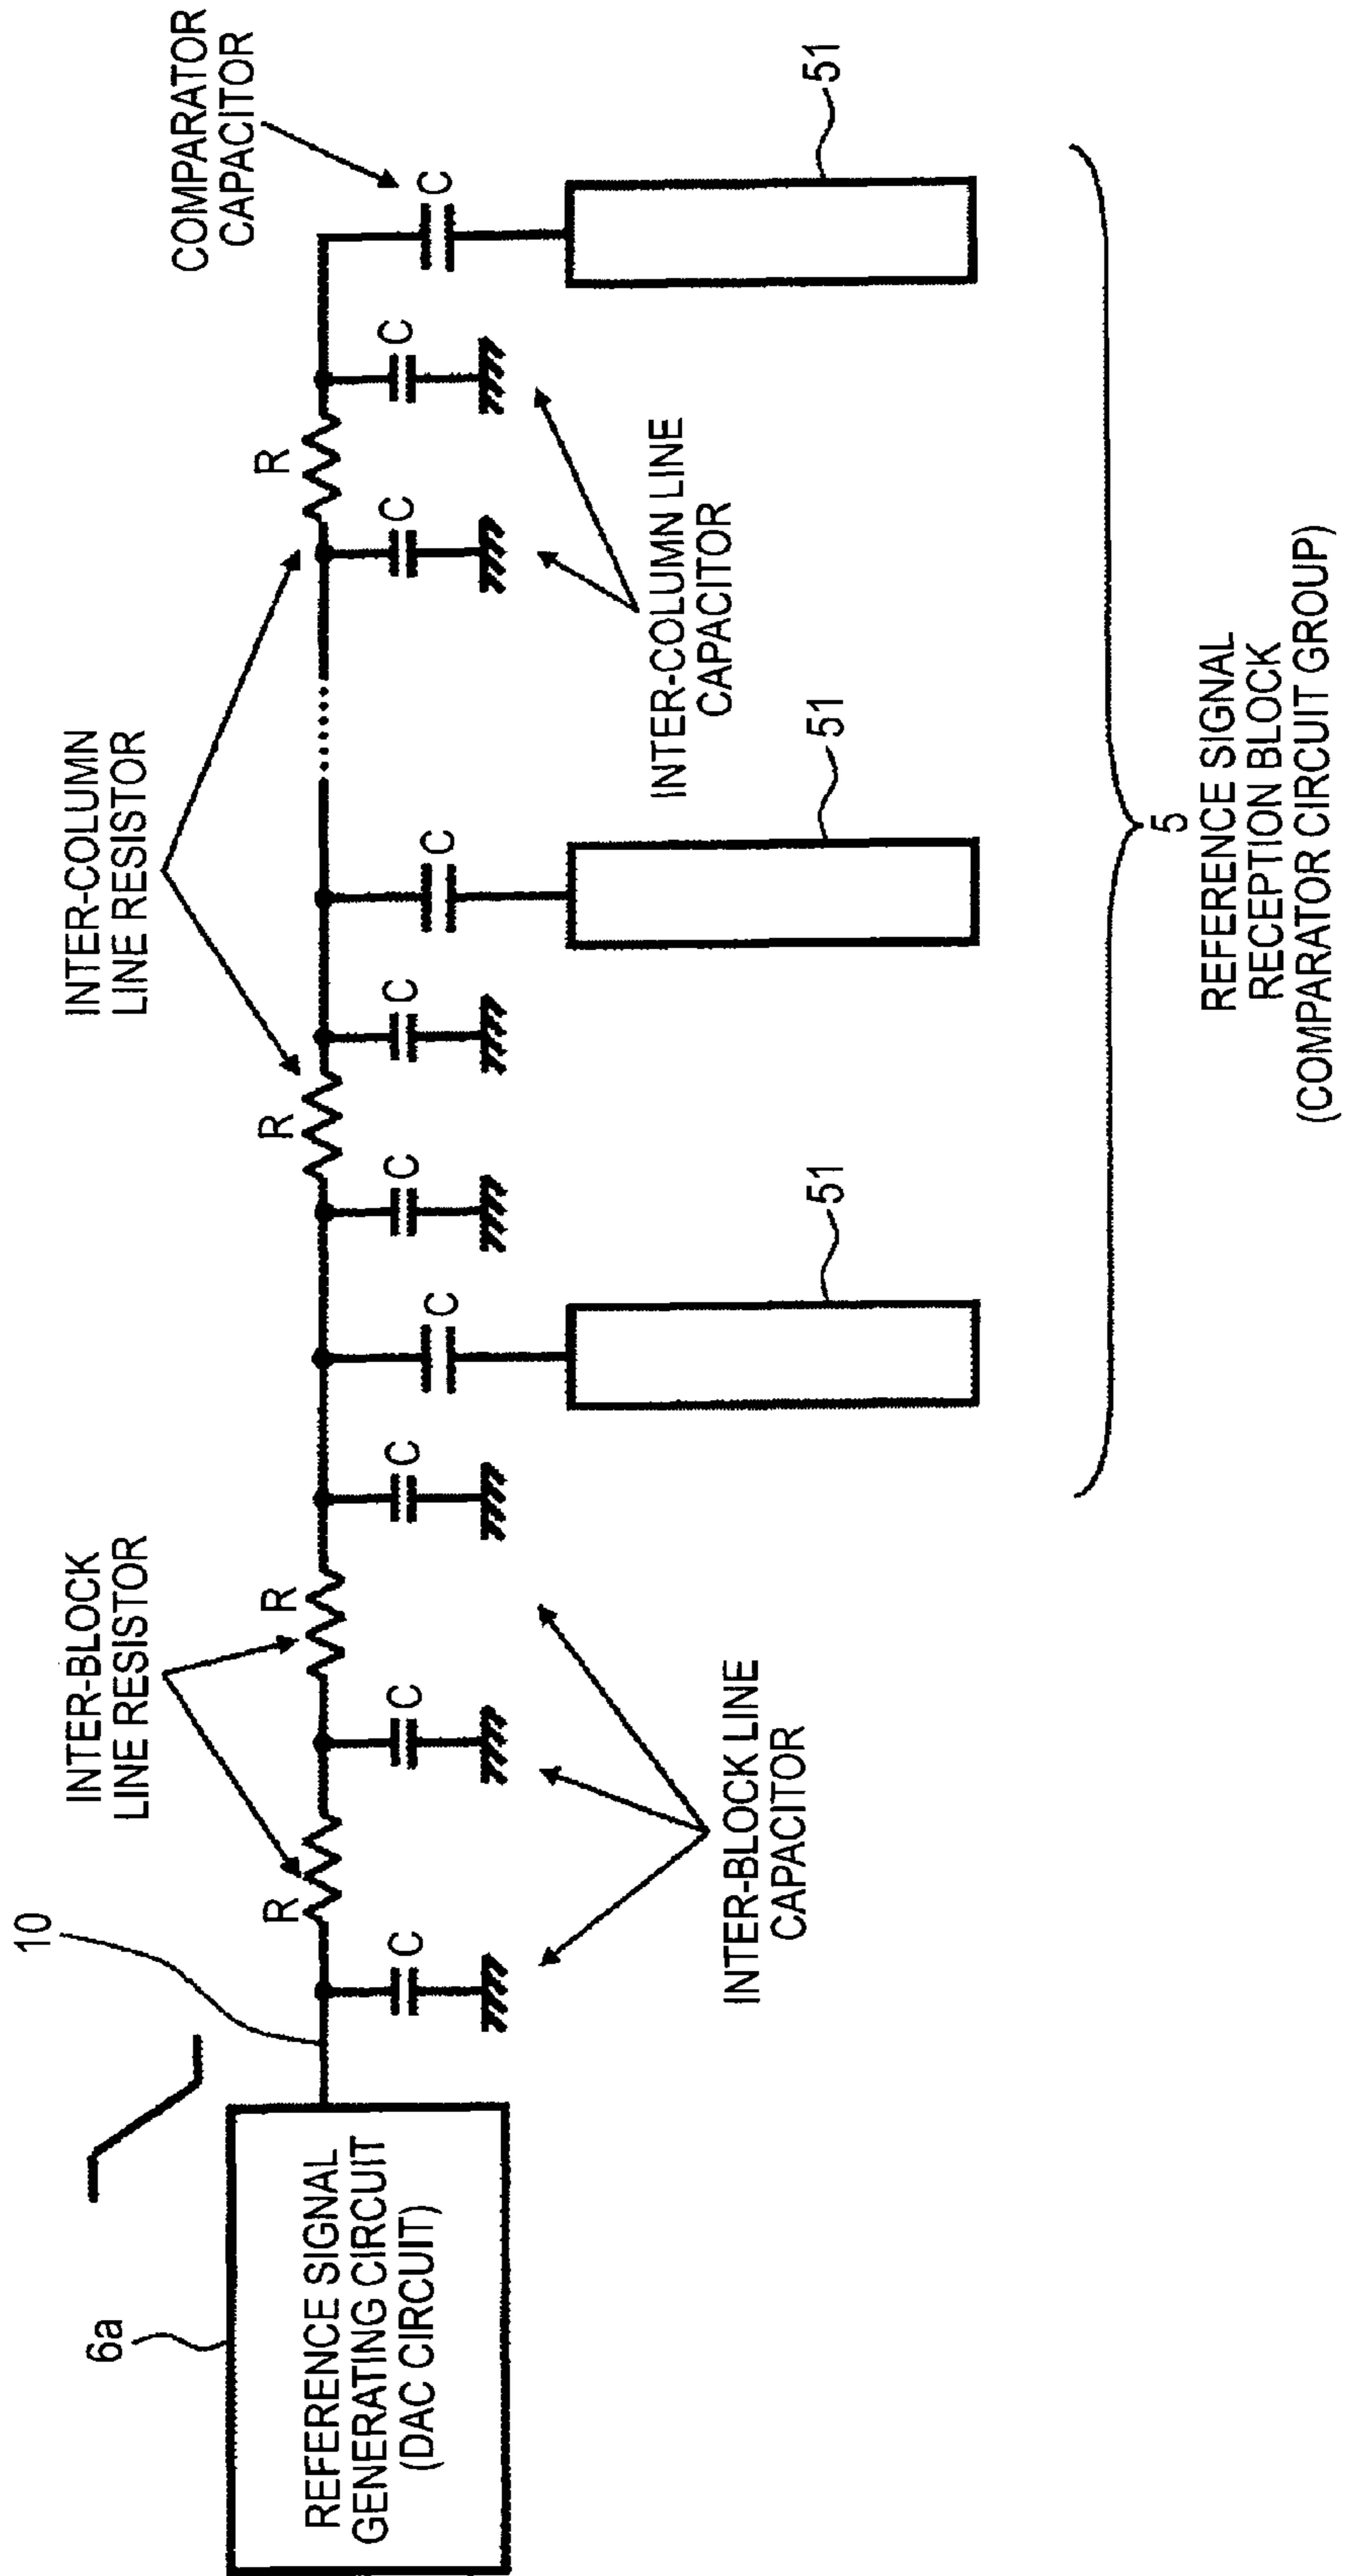 6a
REFERENCE SIGNAL
GENERATING CIRCUIT
(DAC CIRCUIT)
10
INTER-BLOCK
LINE RESISTOR
R
R
C
C
C
INTER-BLOCK LINE
CAPACITOR
INTER-COLUMN
LINE RESISTOR
R
R
C
C
C
C
INTER-COLUMN LINE
CAPACITOR
COMPARATOR
CAPACITOR
C
C
C
51
51
51
5
REFERENCE SIGNAL
RECEPTION BLOCK
(COMPARATOR CIRCUIT GROUP)